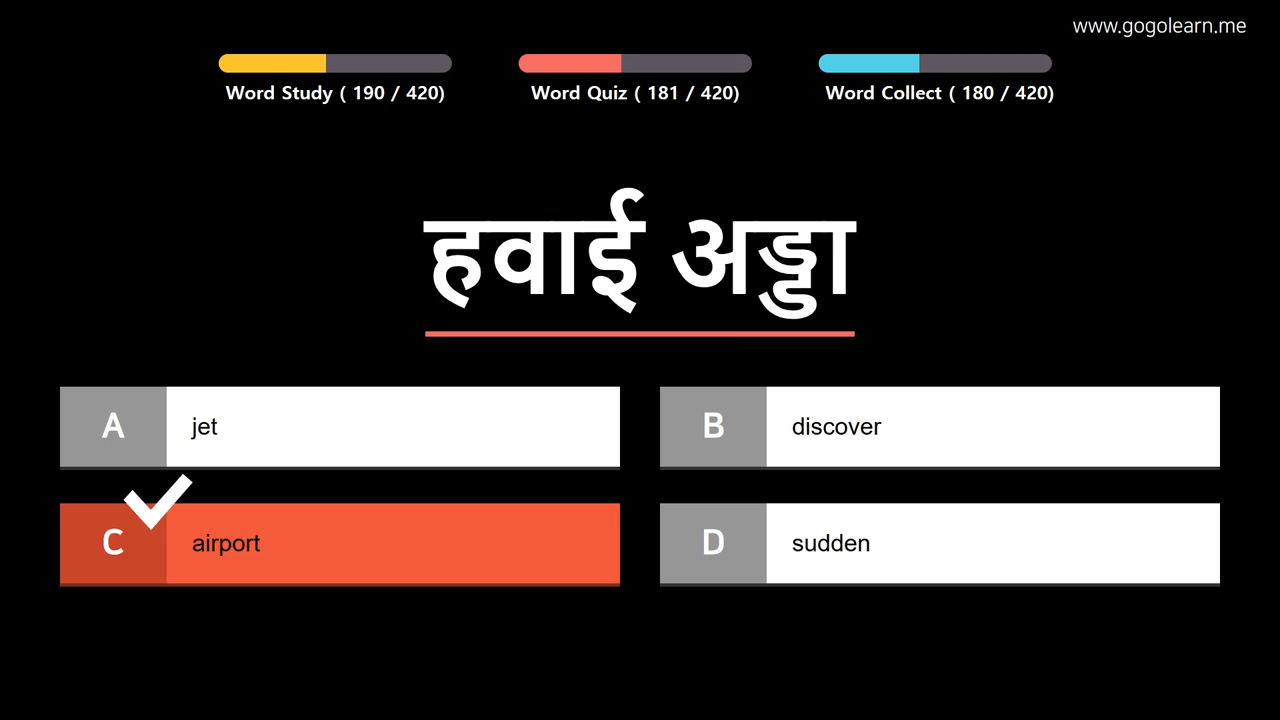 www.gogolearn.me
Word Study ( 190 / 420)
Word Quiz ( 181 / 420)
Word Collect ( 180 / 420)
हवाई अड्डा
A jet
B discover
C airport
D sudden